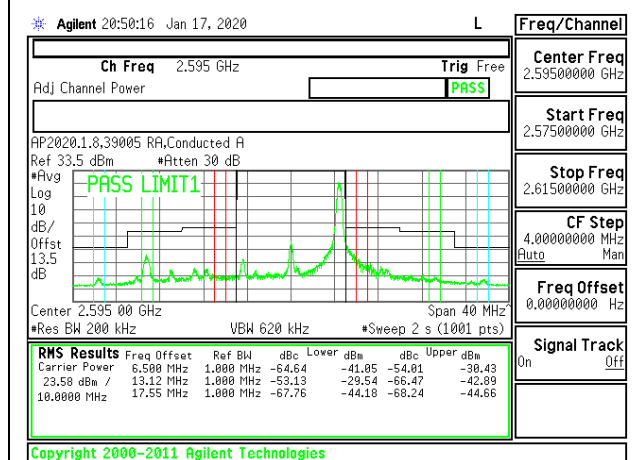 Agilent 20:50:16 Jan 17, 2020 L
Freq/Channel
Ch Freq 2.595 GHz Trig Free
Adj Channel Power PASS
Center Freq
2.59500000 GHz
Start Freq
2.57500000 GHz
AP2020.1.8,39005 RA,Conducted A
Ref 33.5 dBm #Atten 30 dB
#Avg
Log
10
dB/
Offst
13.5
dB
PASS LIMIT1
Stop Freq
2.61500000 GHz
CF Step
4.00000000 MHz
Auto Man
Freq Offset
0.00000000 Hz
Center 2.595 00 GHz Span 40 MHz^
#Res BW 200 kHz VBW 620 kHz #Sweep 2 s (1001 pts)
Signal Track
On Off
RMS Results Freq Offset Ref BW dBc Lower dBm dBc Upper dBm
Carrier Power 6.500 MHz 1.000 MHz -64.64 -41.05 -54.01 -30.43
23.58 dBm / 13.12 MHz 1.000 MHz -53.13 -29.54 -66.47 -42.89
10.0000 MHz 17.55 MHz 1.000 MHz -67.76 -44.18 -68.24 -44.66
Copyright 2000-2011 Agilent Technologies